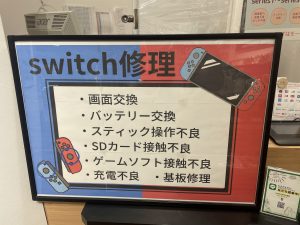 switch修理
・画面交換
・バッテリー交換
・スティック操作不良
・SDカード接触不良
・ゲームソフト接触不良
・充電不良 ・基板修理